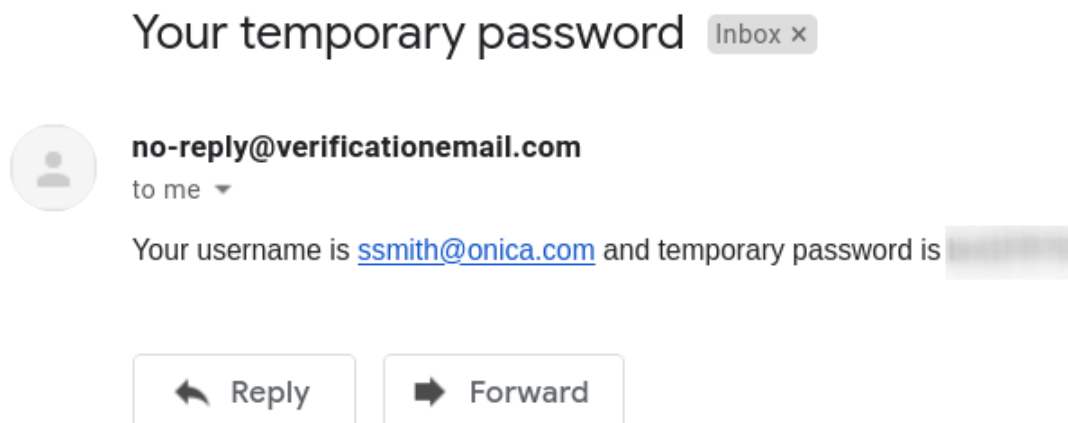 Your temporary password Inbox ×
no-reply@verificationemail.com
to me
Your username is ssmith@onica.com and temporary password is
Reply Forward